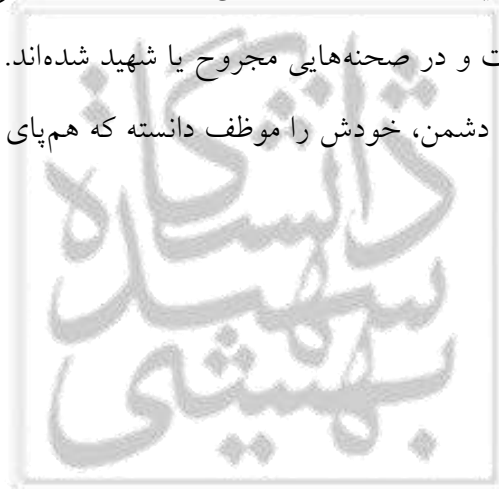 ت و در صحنه‌هایی مجروح یا شهید شده‌اند.
دشمن، خودش را موظف دانسته که هم‌پای
دانشگاه
شهید
بهشتی